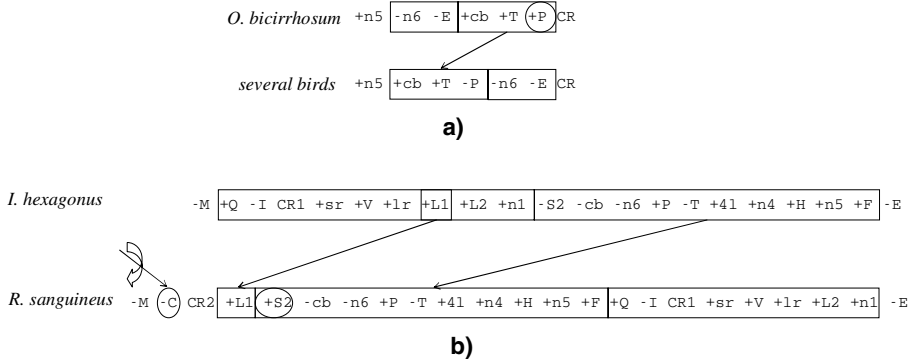 O. bicirrhosum +n5 -n6 -E +cb +T +P CR
several birds +n5 +cb +T -P -n6 -E CR
a)
I. hexagonus -M +Q -I CR1 +sr +V +lr +L1 +L2 +n1 -S2 -cb -n6 +P -T +4l +n4 +H +n5 +F -E
R. sanguineus -M -C CR2 +L1 +S2 -cb -n6 +P -T +4l +n4 +H +n5 +F +Q -I CR1 +sr +V +lr +L2 +n1 -E
b)